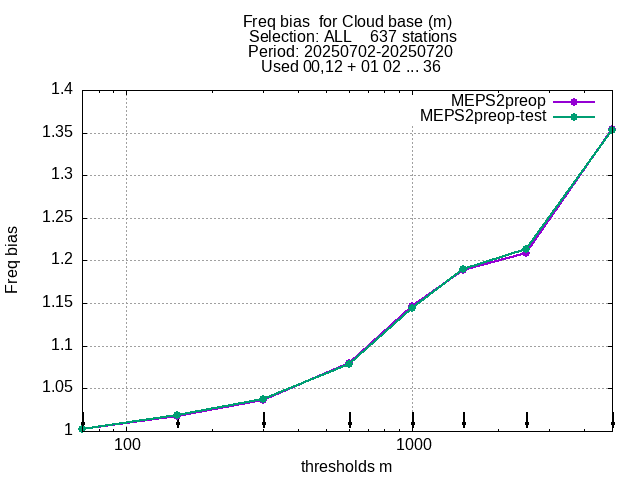 Freq bias  for Cloud base (m)
Selection: ALL    637 stations
Period: 20250702-20250720
Used 00,12 + 01 02 ... 36
MEPS2preop
MEPS2preop-test
1.4
1.35
1.3
1.25
1.2
1.15
1.1
1.05
1
Freq bias
100
1000
thresholds m